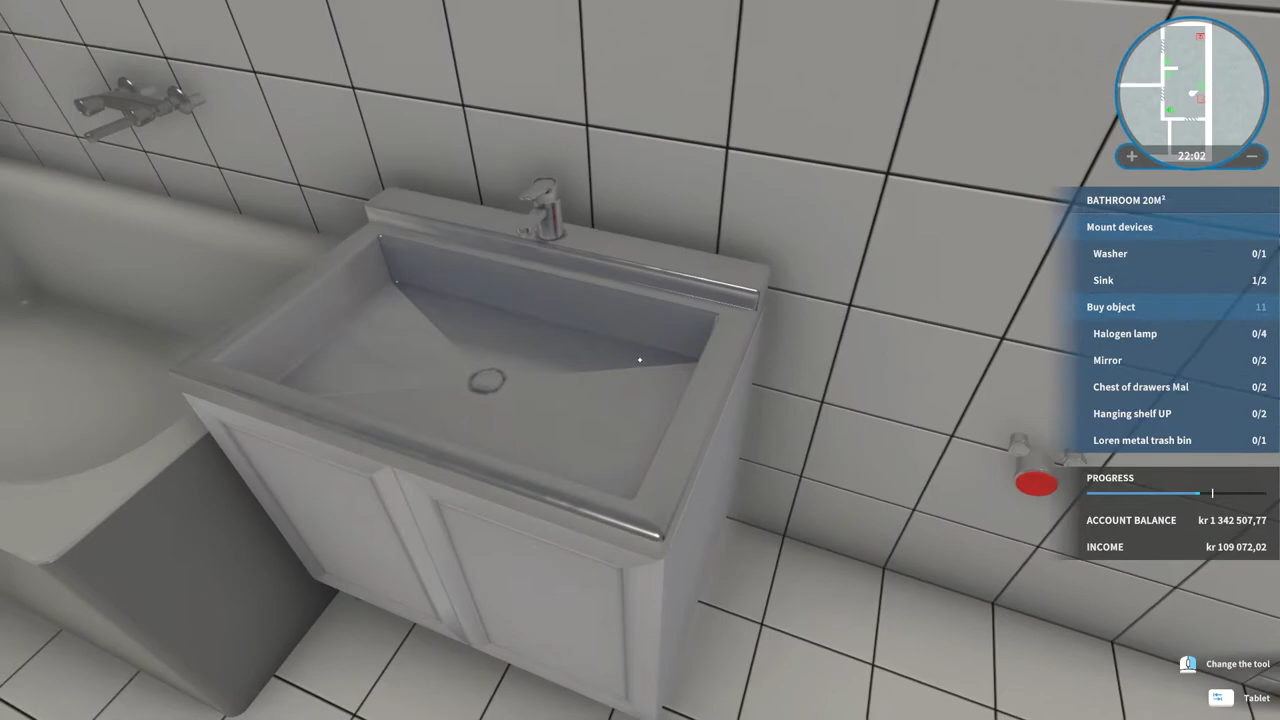 22:02
BATHROOM 20M²
Mount devices
Washer 0/1
Sink 1/2
Buy object 11
Halogen lamp 0/4
Mirror 0/2
Chest of drawers Mal 0/2
Hanging shelf UP 0/2
Loren metal trash bin 0/1
PROGRESS
ACCOUNT BALANCE kr 1 342 507,77
INCOME kr 109 072,02
Change the tool
Tablet